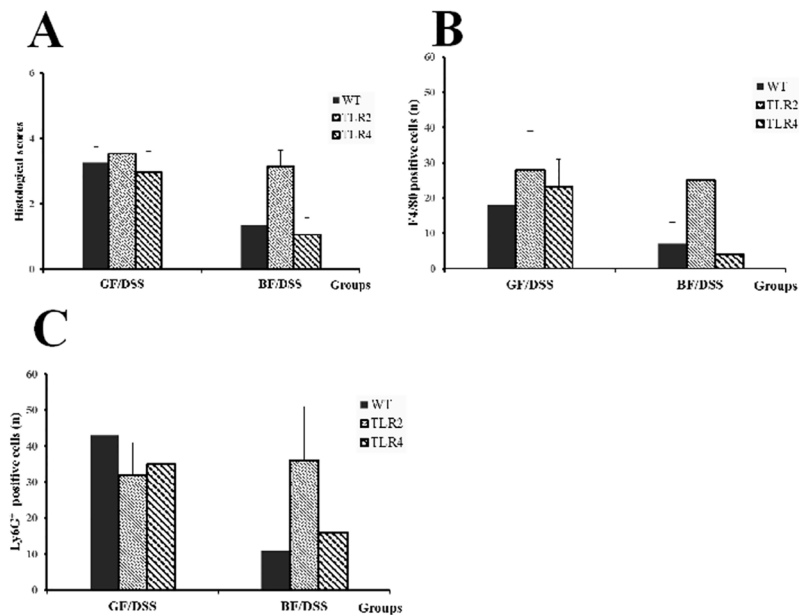 A
Histological scores
6
4
2
0
GF/DSS
BF/DSS
Groups
WT
TLR2
TLR4
B
F4/80 positive cells (n)
60
50
40
30
20
10
0
GF/DSS
BF/DSS
Groups
WT
TLR2
TLR4
C
Ly6G⁺ positive cells (n)
60
50
40
30
20
10
0
GF/DSS
BF/DSS
Groups
WT
TLR2
TLR4